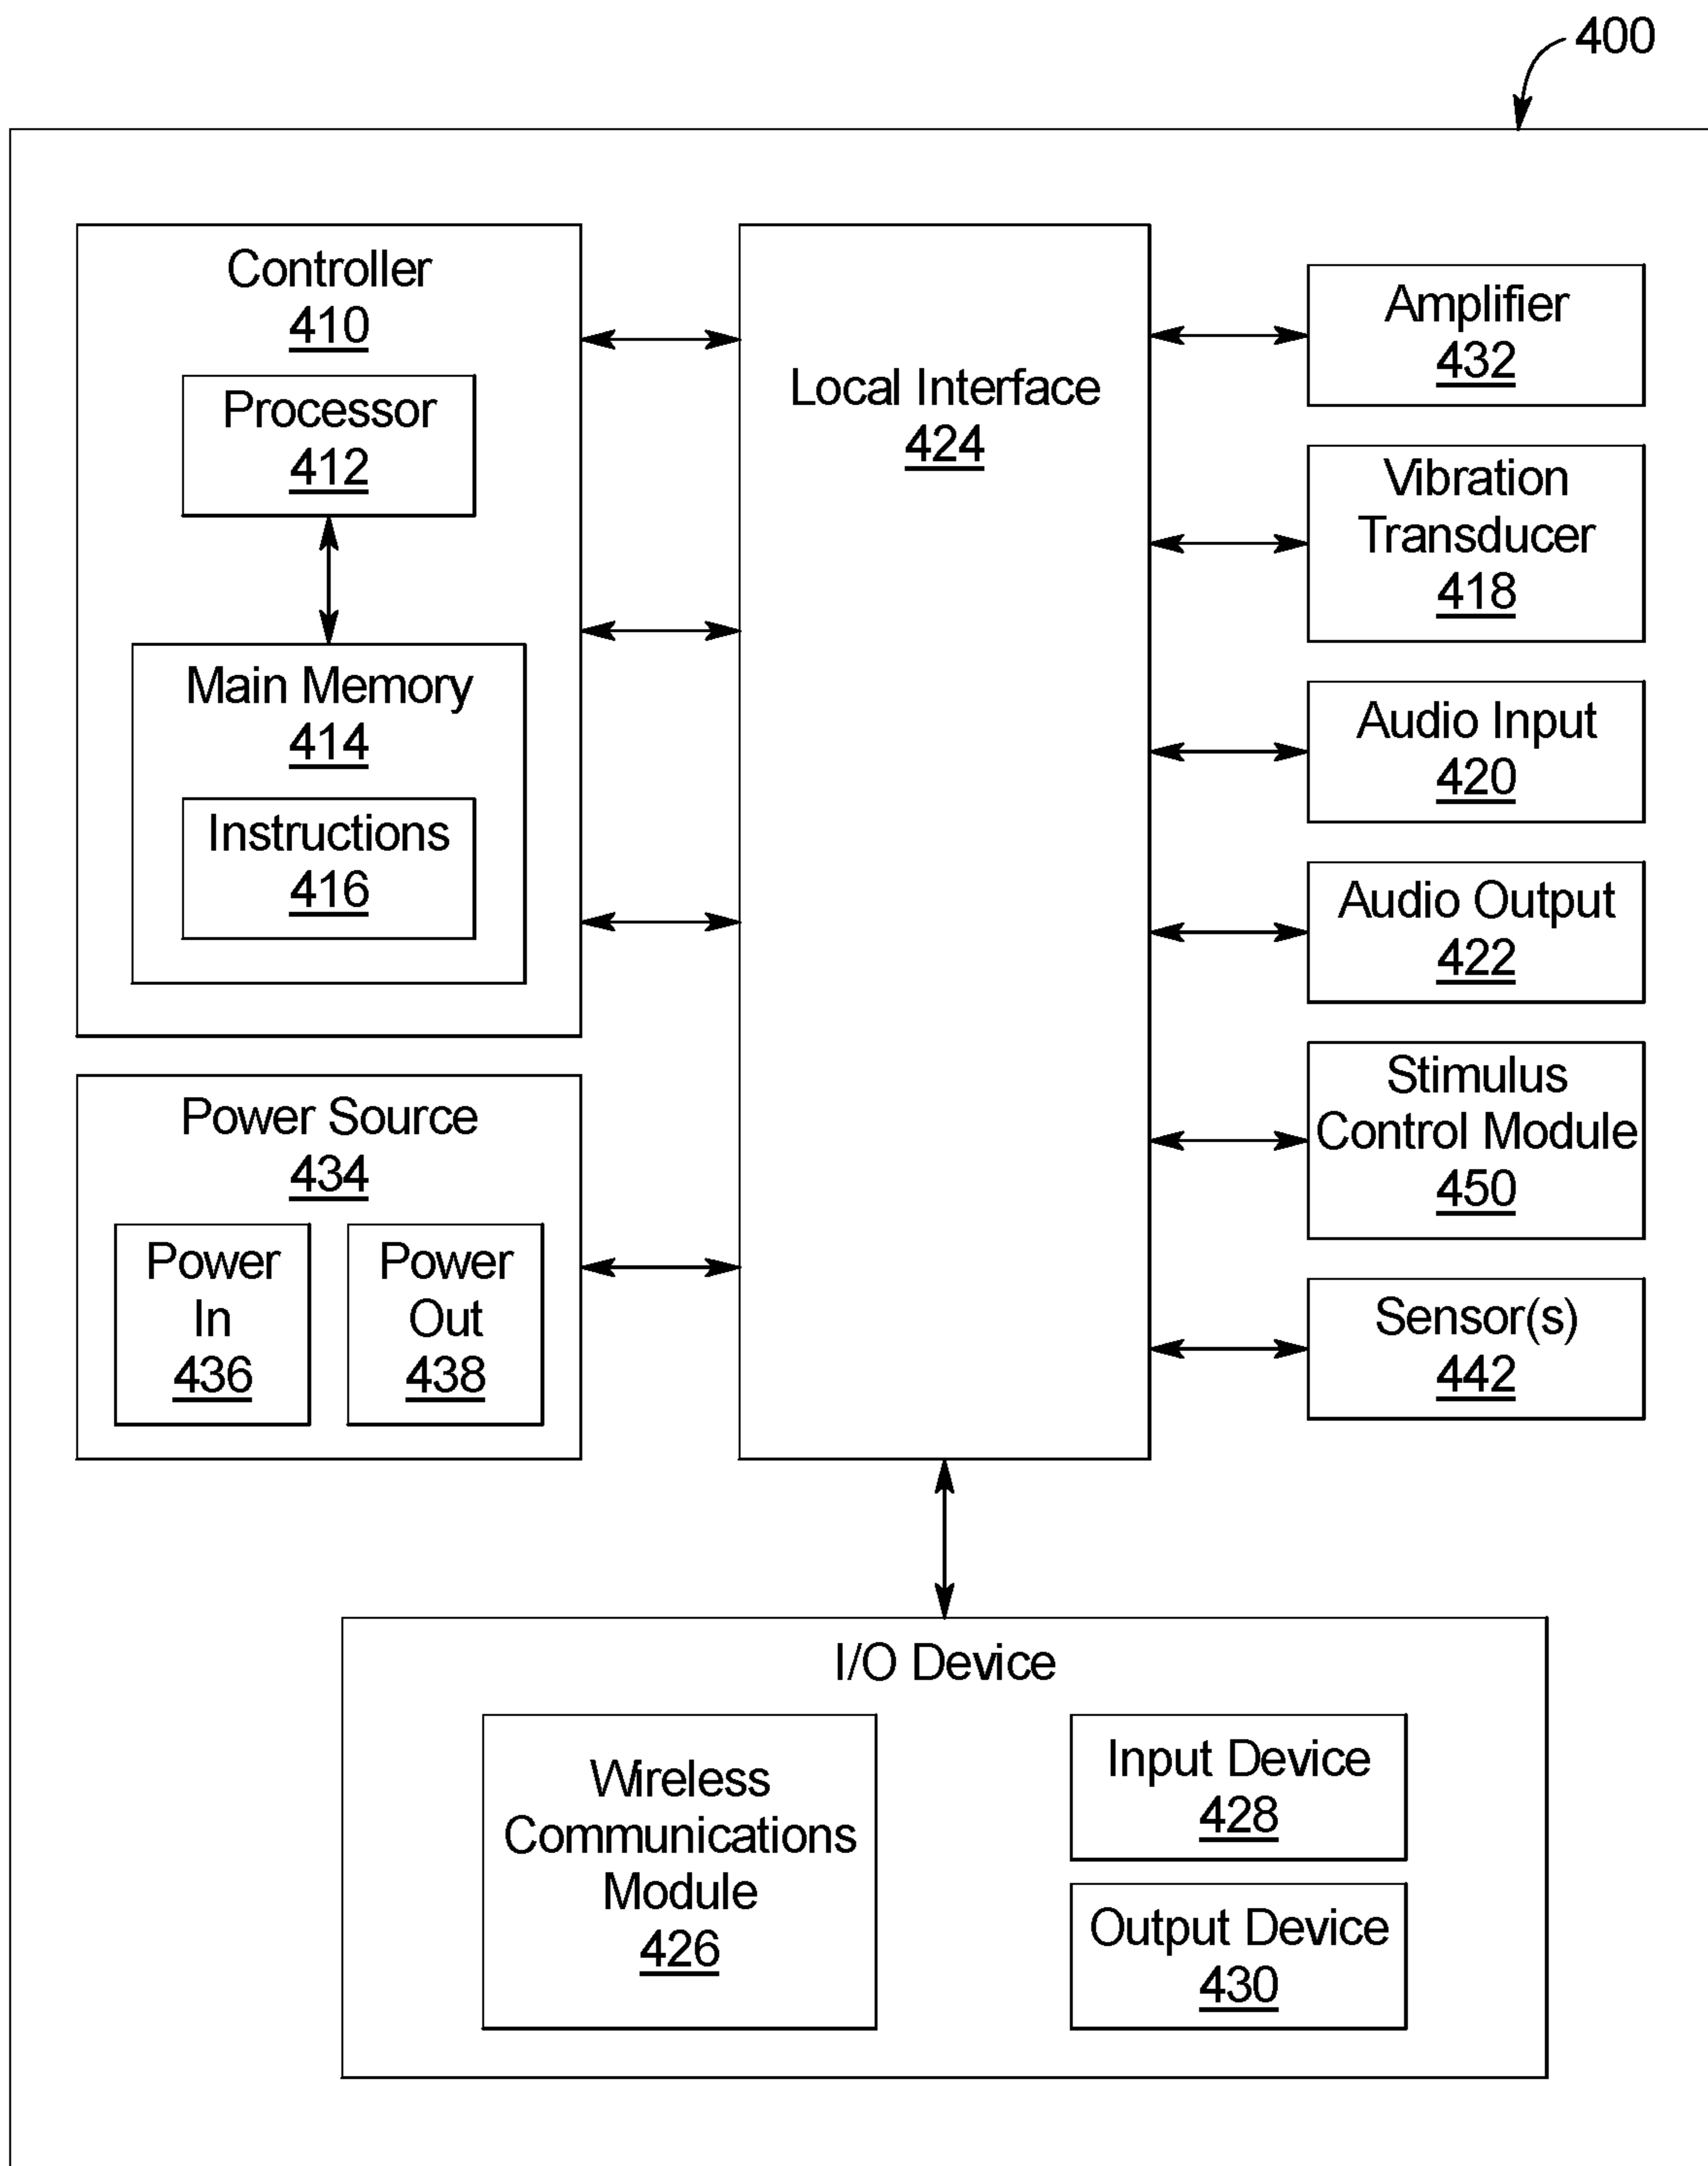 400
Controller
410
Processor
412
Main Memory
414
Instructions
416
Power Source
434
Power
In
436
Power
Out
438
Local Interface
424
Amplifier
432
Vibration
Transducer
418
Audio Input
420
Audio Output
422
Stimulus
Control Module
450
Sensor(s)
442
I/O Device
Wireless
Communications
Module
426
Input Device
428
Output Device
430